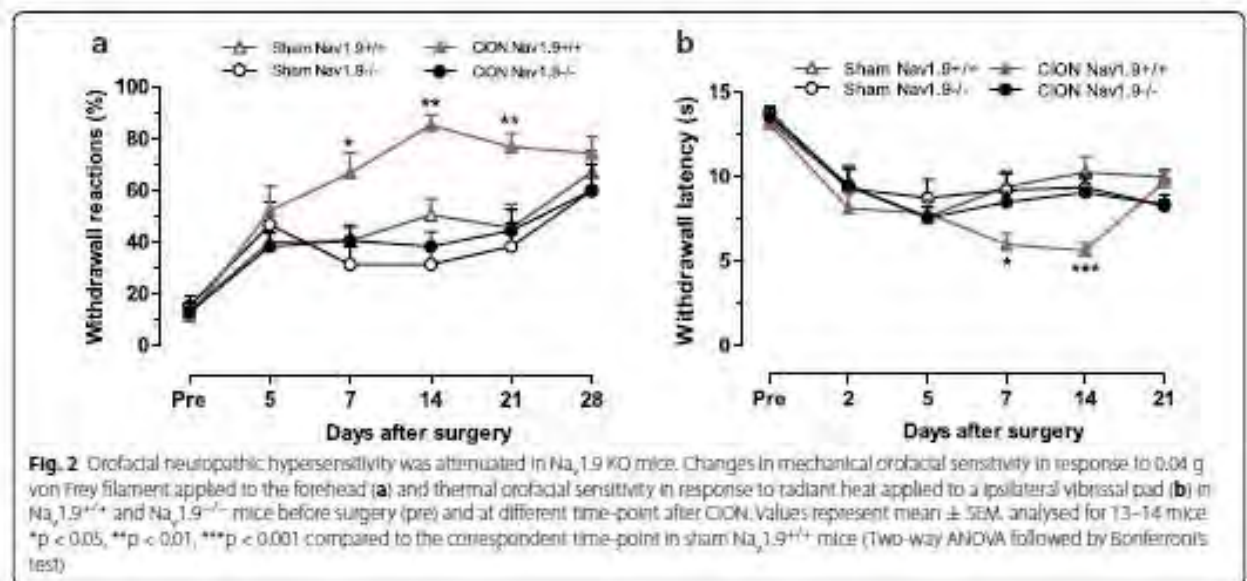 a
Sham Nav1.9+/+ CION Nav1.9+/+
Sham Nav1.9-/- CION Nav1.9-/-
Withdrawall reactions (%)
100
80
60
40
20
0
* ** **
Pre 5 7 14 21 28
Days after surgery
b
Sham Nav1.9+/+ CION Nav1.9+/+
Sham Nav1.9-/- CION Nav1.9-/-
Withdrawall latency (s)
15
10
5
0
* ***
Pre 2 5 7 14 21
Days after surgery
Fig. 2 Orofacial neuropathic hypersensitivity was attenuated in Naᵥ1.9 KO mice. Changes in mechanical orofacial sensitivity in response to 0.04 g
von Frey filament applied to the forehead (a) and thermal orofacial sensitivity in response to radiant heat applied to a ipsilateral vibrissal pad (b) in
Naᵥ1.9⁺/⁺ and Naᵥ1.9⁻/⁻ mice before surgery (pre) and at different time-point after CION. Values represent mean ± SEM. analysed for 13–14 mice
*p < 0.05, **p < 0.01, ***p < 0.001 compared to the correspondent time-point in sham Naᵥ1.9⁺/⁺ mice (Two-way ANOVA followed by Bonferroni's
test)